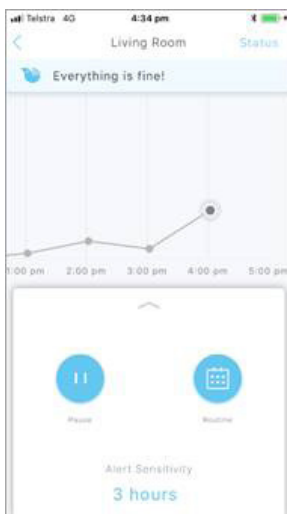 Telstra 4G 4:34 pm
Living Room Status
Everything is fine!
1:00 pm 2:00 pm 3:00 pm 4:00 pm 5:00 pm
Pause Routine
Alert Sensitivity
3 hours